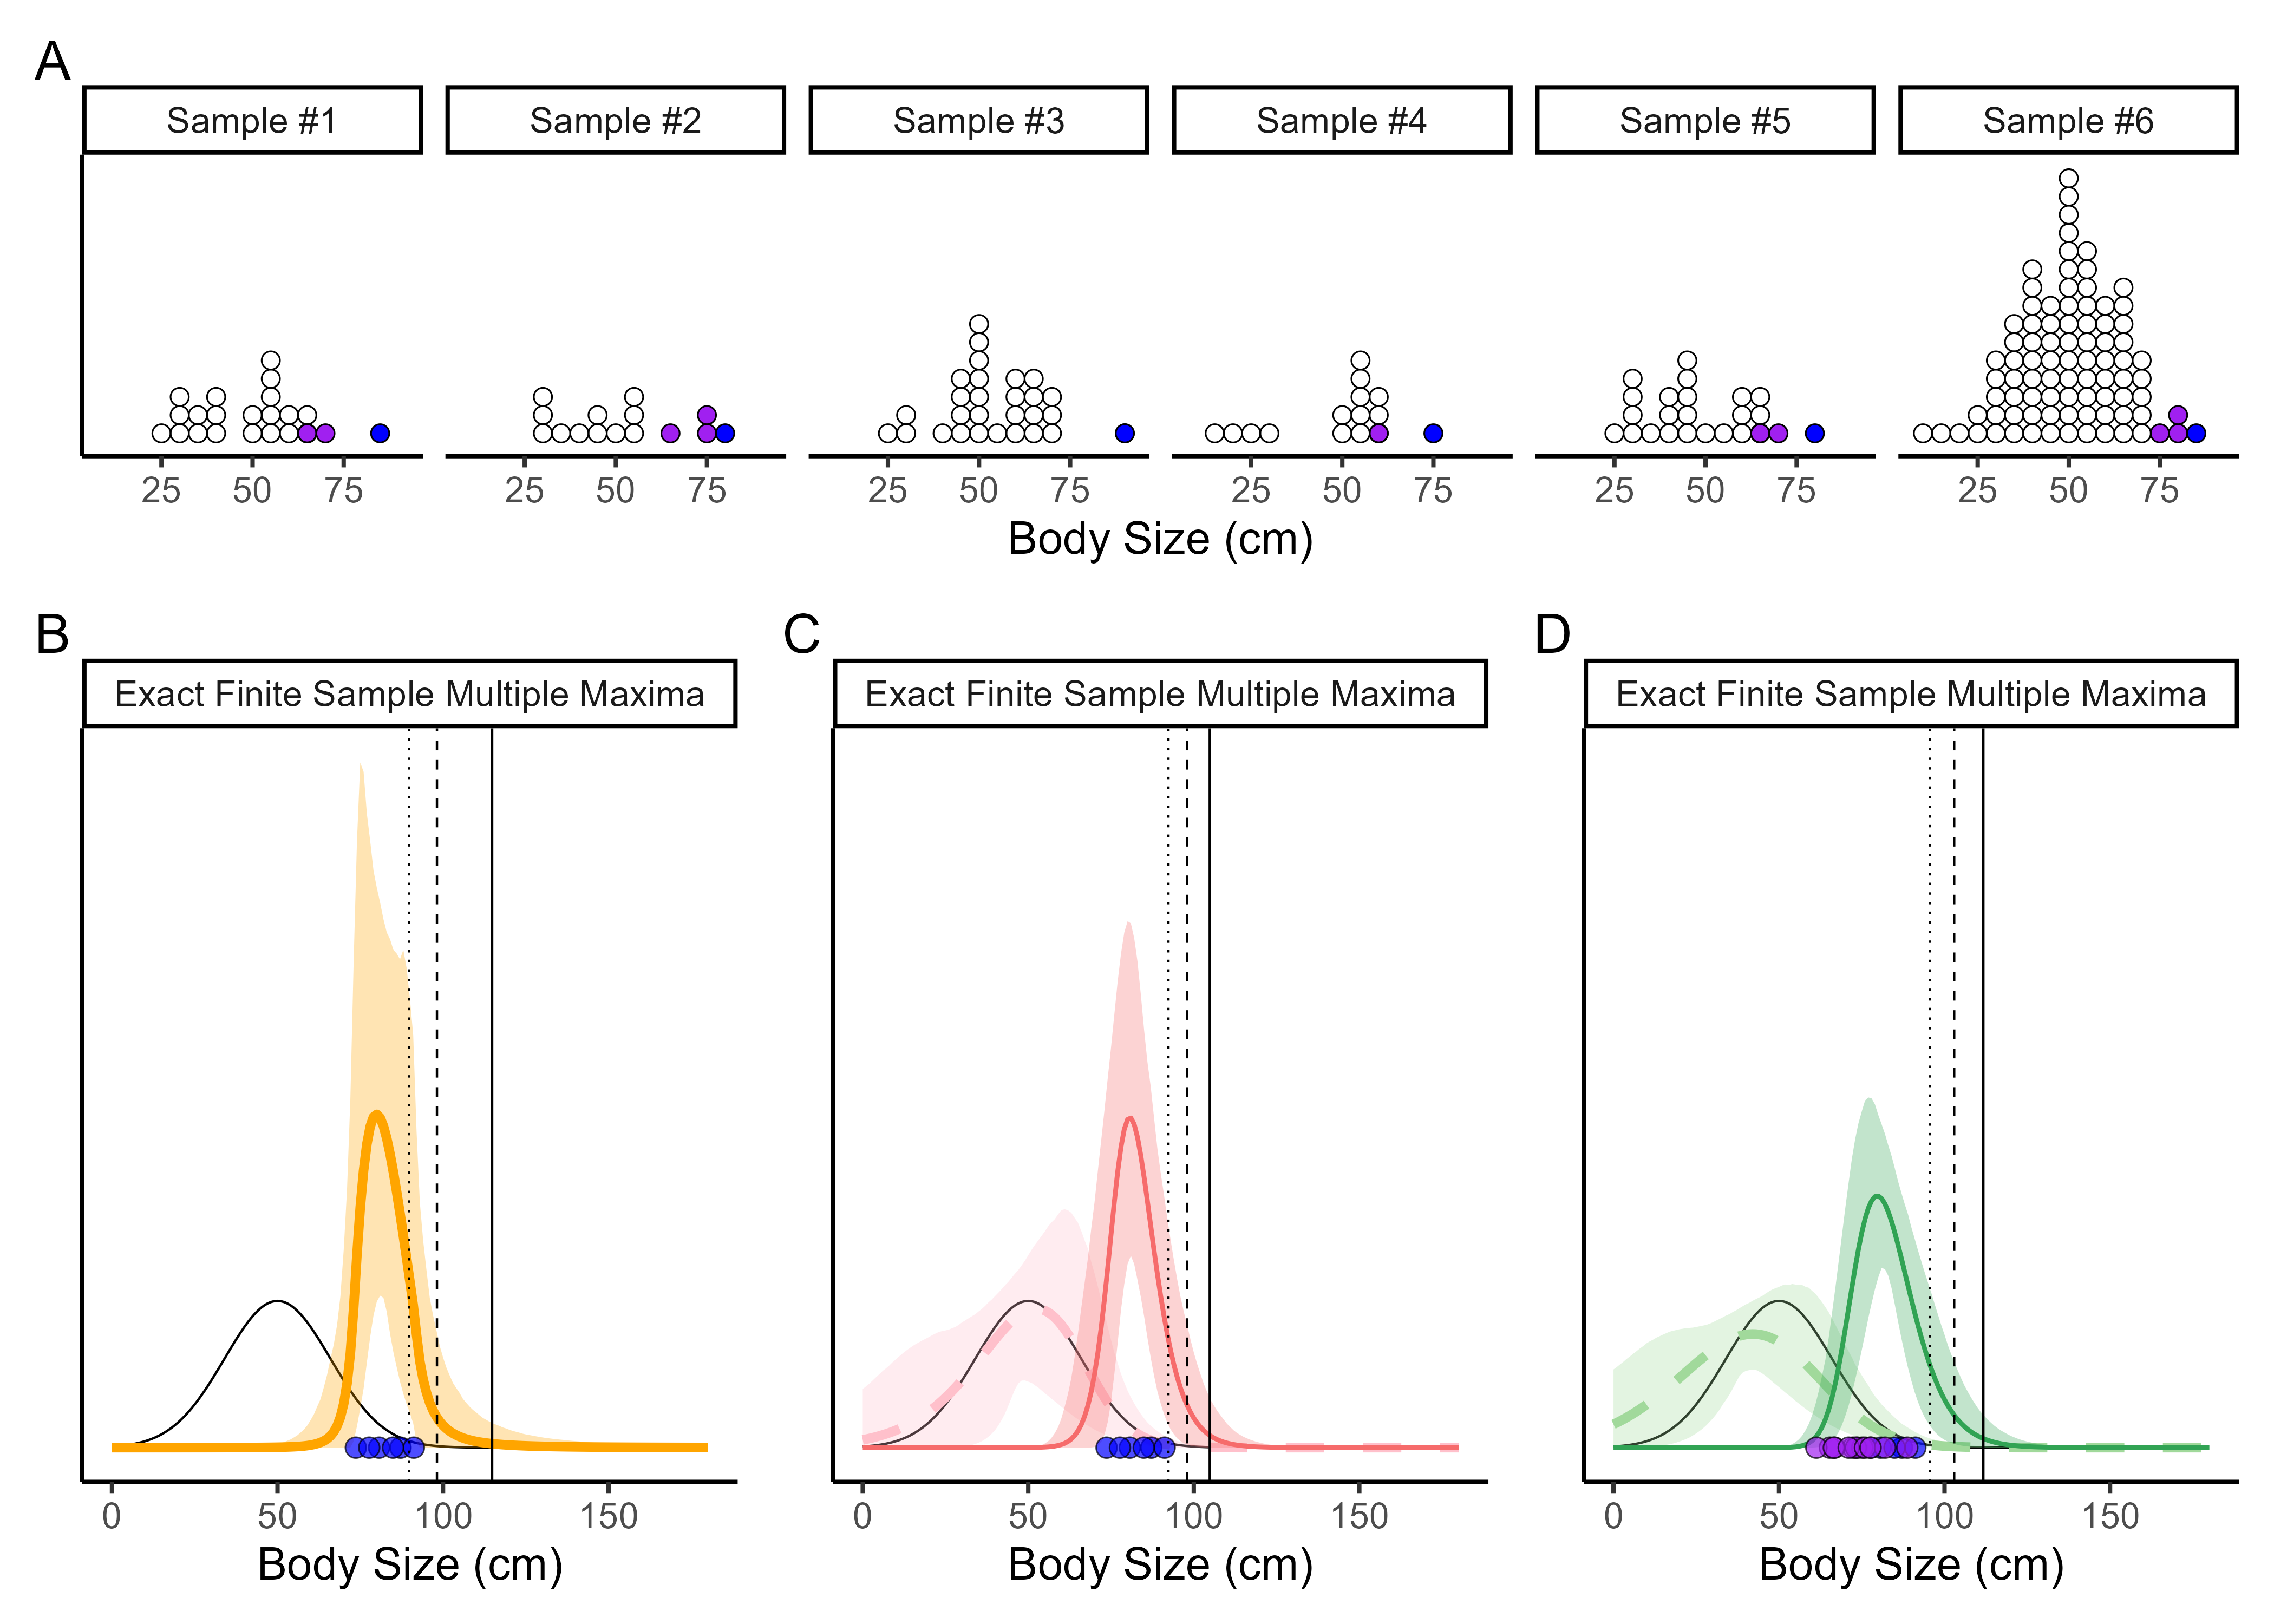 A
Sample #1 Sample #2 Sample #3 Sample #4 Sample #5 Sample #6
25 50 75 25 50 75 25 50 75 25 50 75 25 50 75 25 50 75
Body Size (cm)
B C D
Exact Finite Sample Multiple Maxima Exact Finite Sample Multiple Maxima Exact Finite Sample Multiple Maxima
0 50 100 150 0 50 100 150 0 50 100 150
Body Size (cm) Body Size (cm) Body Size (cm)